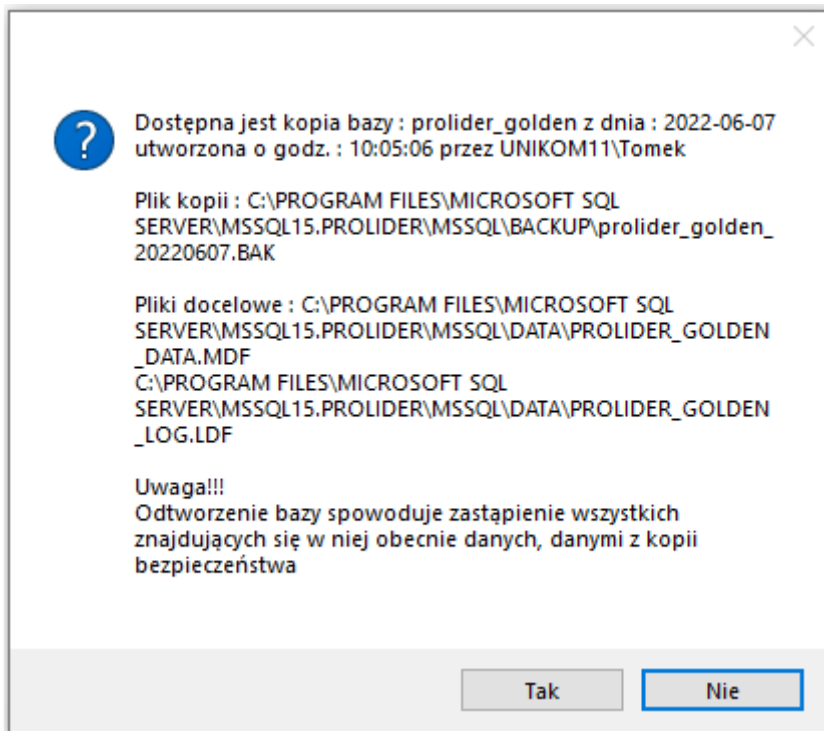 Dostępna jest kopia bazy : prolider_golden z dnia : 2022-06-07
utworzona o godz. : 10:05:06 przez UNIKOM11\Tomek
Plik kopii : C:\PROGRAM FILES\MICROSOFT SQL
SERVER\MSSQL15.PROLIDER\MSSQL\BACKUP\prolider_golden_
20220607.BAK
Pliki docelowe : C:\PROGRAM FILES\MICROSOFT SQL
SERVER\MSSQL15.PROLIDER\MSSQL\DATA\PROLIDER_GOLDEN
_DATA.MDF
C:\PROGRAM FILES\MICROSOFT SQL
SERVER\MSSQL15.PROLIDER\MSSQL\DATA\PROLIDER_GOLDEN
_LOG.LDF
Uwaga!!!
Odtworzenie bazy spowoduje zastąpienie wszystkich
znajdujących się w niej obecnie danych, danymi z kopii
bezpieczeństwa
Tak
Nie